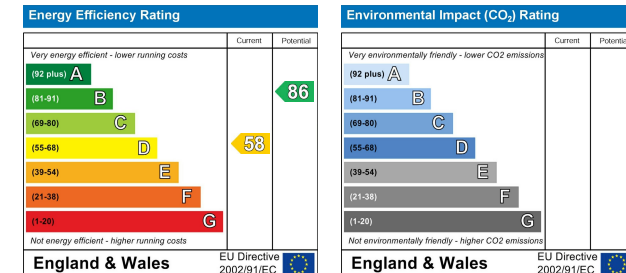 Energy Efficiency Rating
Current Potential
Very energy efficient - lower running costs
(92 plus) A
(81-91) B
86
(69-80) C
(55-68) D
58
(39-54) E
(21-38) F
(1-20) G
Not energy efficient - higher running costs
England & Wales
EU Directive
2002/91/EC
Environmental Impact (CO₂) Rating
Current Potential
Very environmentally friendly - lower CO2 emissions
(92 plus) A
(81-91) B
(69-80) C
(55-68) D
(39-54) E
(21-38) F
(1-20) G
Not environmentally friendly - higher CO2 emissions
England & Wales
EU Directive
2002/91/EC